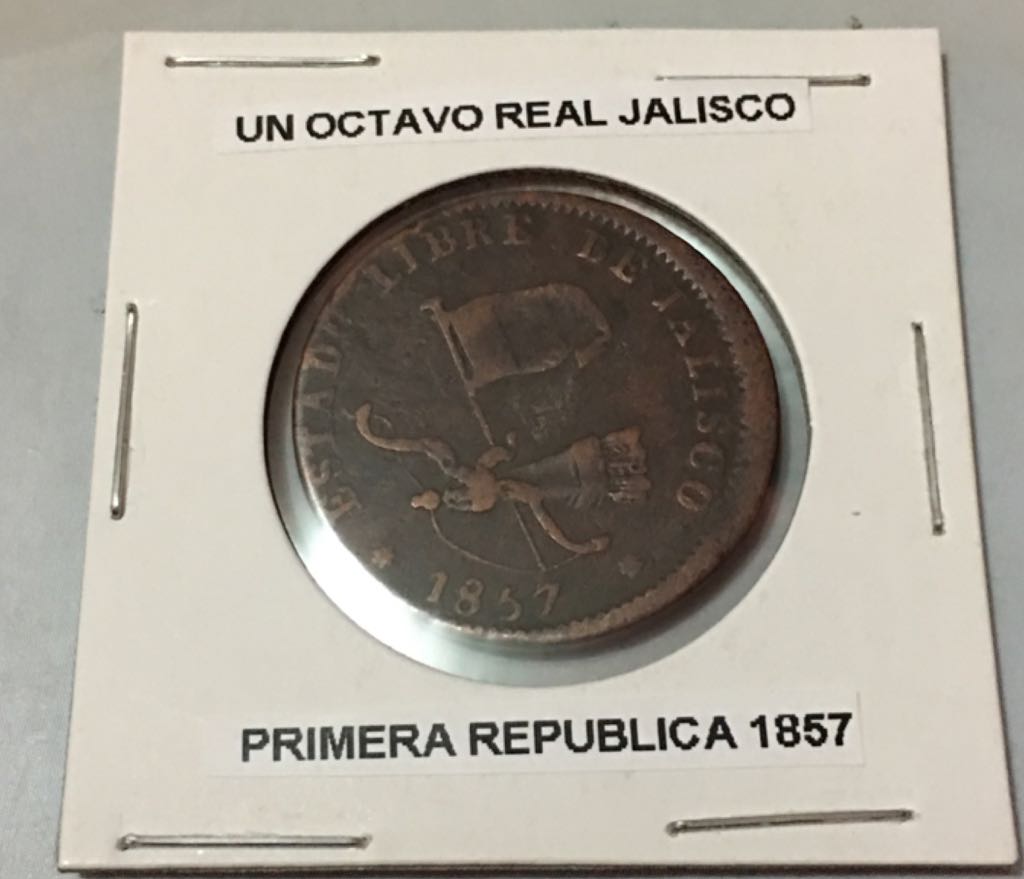 UN OCTAVO REAL JALISCO
ESTADO LIBRE DE JALISCO
1857
PRIMERA REPUBLICA 1857